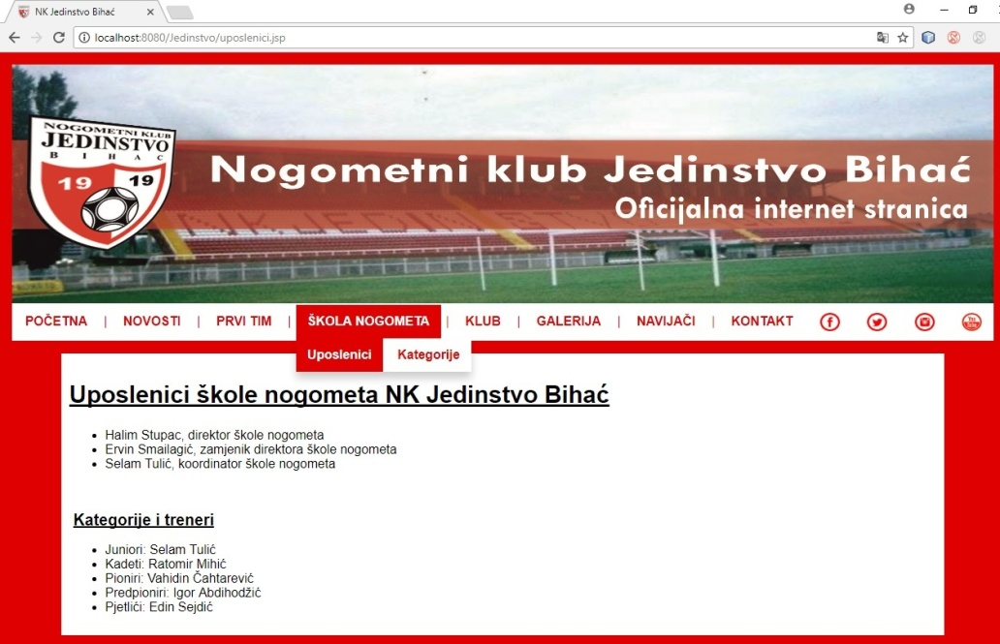 NK Jedinstvo Bihać
localhost:8080/Jedinstvo/uposlenici.jsp
NOGOMETNI KLUB
JEDINSTVO
BIHAĆ
19 19
Nogometni klub Jedinstvo Bihać
Oficijalna internet stranica
POČETNA | NOVOSTI | PRVI TIM | ŠKOLA NOGOMETA | KLUB | GALERIJA | NAVIJAČI | KONTAKT
Uposlenici Kategorije
Uposlenici škole nogometa NK Jedinstvo Bihać
Halim Stupac, direktor škole nogometa
Ervin Smailagić, zamjenik direktora škole nogometa
Selam Tulić, koordinator škole nogometa
Kategorije i treneri
Juniori: Selam Tulić
Kadeti: Ratomir Mihić
Pioniri: Vahidin Čahtarević
Predpioniri: Igor Abdihodžić
Pjetlići: Edin Sejdić